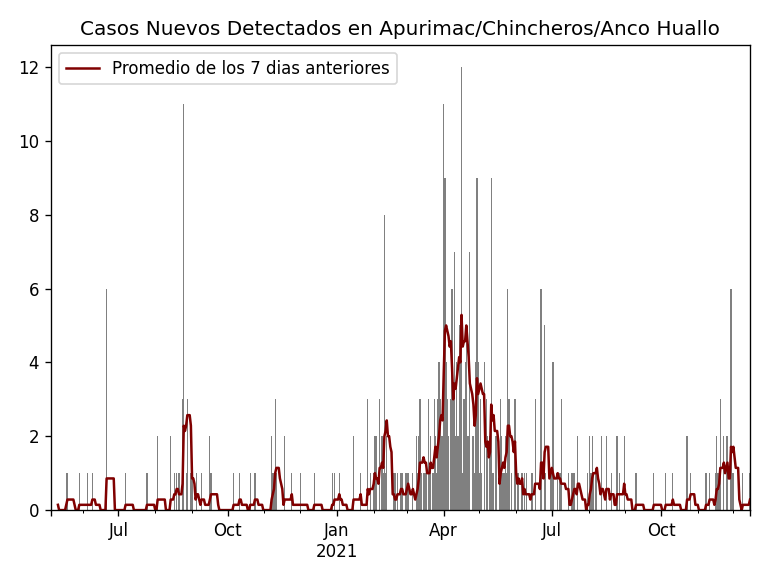 Casos Nuevos Detectados en Apurimac/Chincheros/Anco Huallo
Promedio de los 7 dias anteriores
12
10
8
6
4
2
0
Jul
Oct
Jan
2021
Apr
Jul
Oct